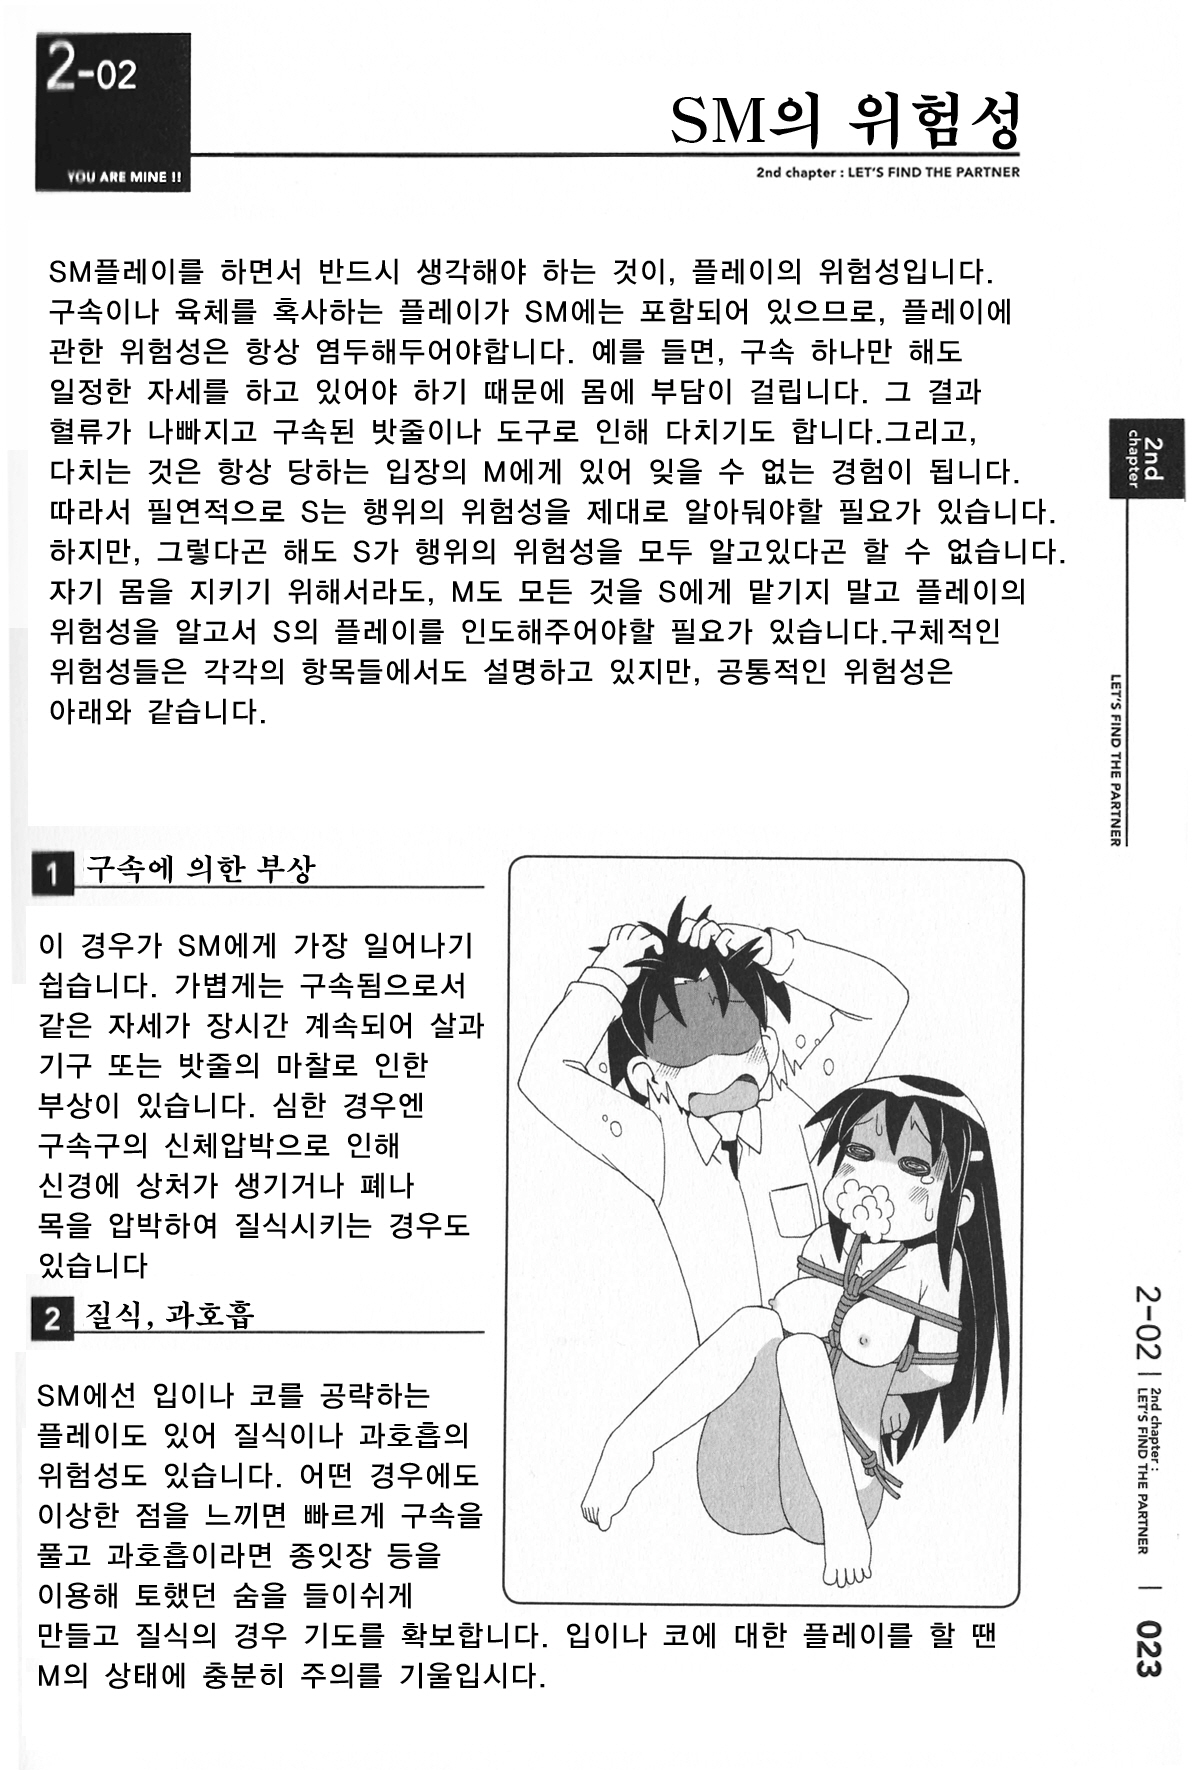 2-02
YOU ARE MINE !!
SM의 위험성
2nd chapter : LET'S FIND THE PARTNER
SM플레이를 하면서 반드시 생각해야 하는 것이, 플레이의 위험성입니다.
구속이나 육체를 혹사하는 플레이가 SM에는 포함되어 있으므로, 플레이에
관한 위험성은 항상 염두해두어야합니다. 예를 들면, 구속 하나만 해도
일정한 자세를 하고 있어야 하기 때문에 몸에 부담이 걸립니다. 그 결과
혈류가 나빠지고 구속된 밧줄이나 도구로 인해 다치기도 합니다.그리고,
다치는 것은 항상 당하는 입장의 M에게 있어 잊을 수 없는 경험이 됩니다.
따라서 필연적으로 S는 행위의 위험성을 제대로 알아둬야할 필요가 있습니다.
하지만, 그렇다곤 해도 S가 행위의 위험성을 모두 알고있다곤 할 수 없습니다.
자기 몸을 지키기 위해서라도, M도 모든 것을 S에게 맡기지 말고 플레이의
위험성을 알고서 S의 플레이를 인도해주어야할 필요가 있습니다.구체적인
위험성들은 각각의 항목들에서도 설명하고 있지만, 공통적인 위험성은
아래와 같습니다.
1 구속에 의한 부상
이 경우가 SM에게 가장 일어나기
쉽습니다. 가볍게는 구속됨으로서
같은 자세가 장시간 계속되어 살과
기구 또는 밧줄의 마찰로 인한
부상이 있습니다. 심한 경우엔
구속구의 신체압박으로 인해
신경에 상처가 생기거나 폐나
목을 압박하여 질식시키는 경우도
있습니다
2 질식, 과호흡
SM에선 입이나 코를 공략하는
플레이도 있어 질식이나 과호흡의
위험성도 있습니다. 어떤 경우에도
이상한 점을 느끼면 빠르게 구속을
풀고 과호흡이라면 종잇장 등을
이용해 토했던 숨을 들이쉬게
만들고 질식의 경우 기도를 확보합니다. 입이나 코에 대한 플레이를 할 땐
M의 상태에 충분히 주의를 기울입시다.
2nd
chapter
LET'S FIND THE PARTNER
2-02 | 2nd chapter :
LET'S FIND THE PARTNER
| 023